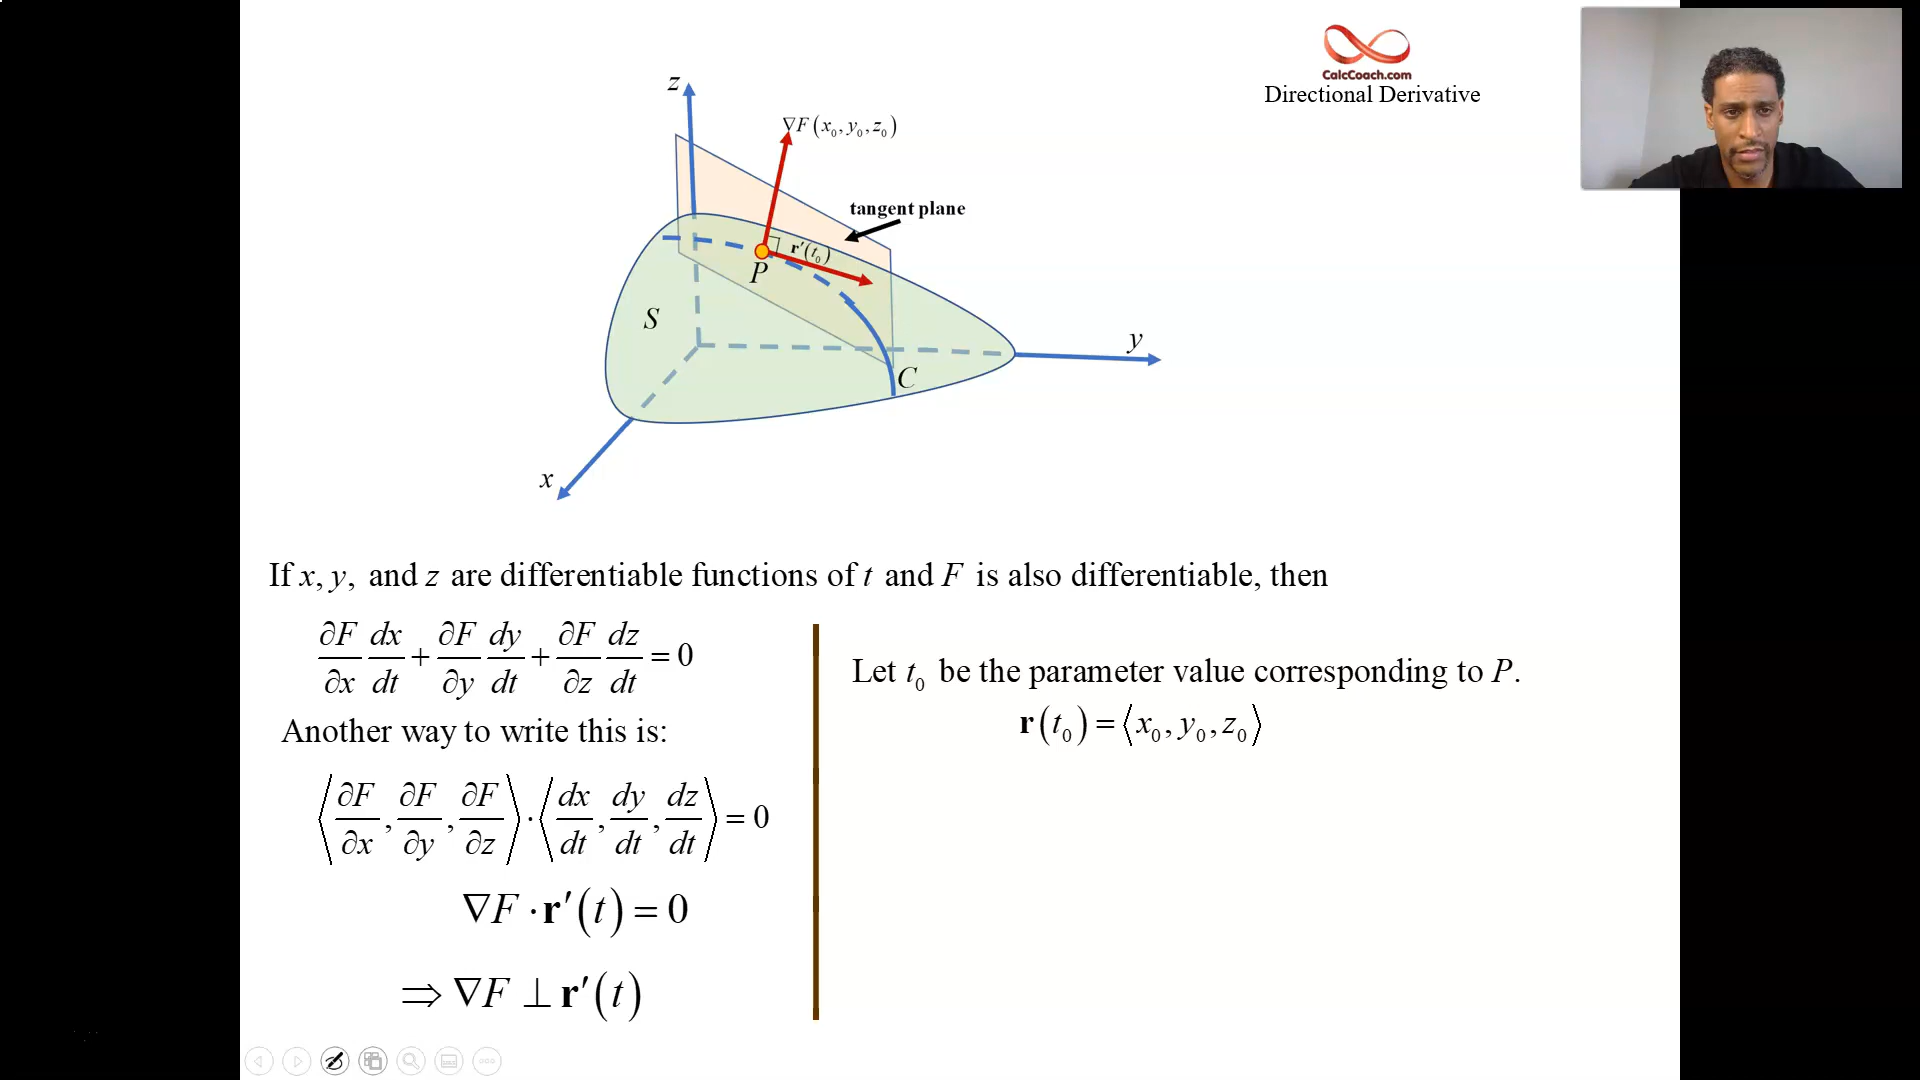 CalcCoach.com
Directional Derivative
z
∇F(x₀, y₀, z₀)
tangent plane
r′(t₀)
P
S
y
C
x
If x, y, and z are differentiable functions of t and F is also differentiable, then
∂F/∂x dx/dt + ∂F/∂y dy/dt + ∂F/∂z dz/dt = 0
Another way to write this is:
⟨∂F/∂x, ∂F/∂y, ∂F/∂z⟩ · ⟨dx/dt, dy/dt, dz/dt⟩ = 0
∇F · r′(t) = 0
⇒ ∇F ⊥ r′(t)
Let t₀ be the parameter value corresponding to P.
r(t₀) = ⟨x₀, y₀, z₀⟩